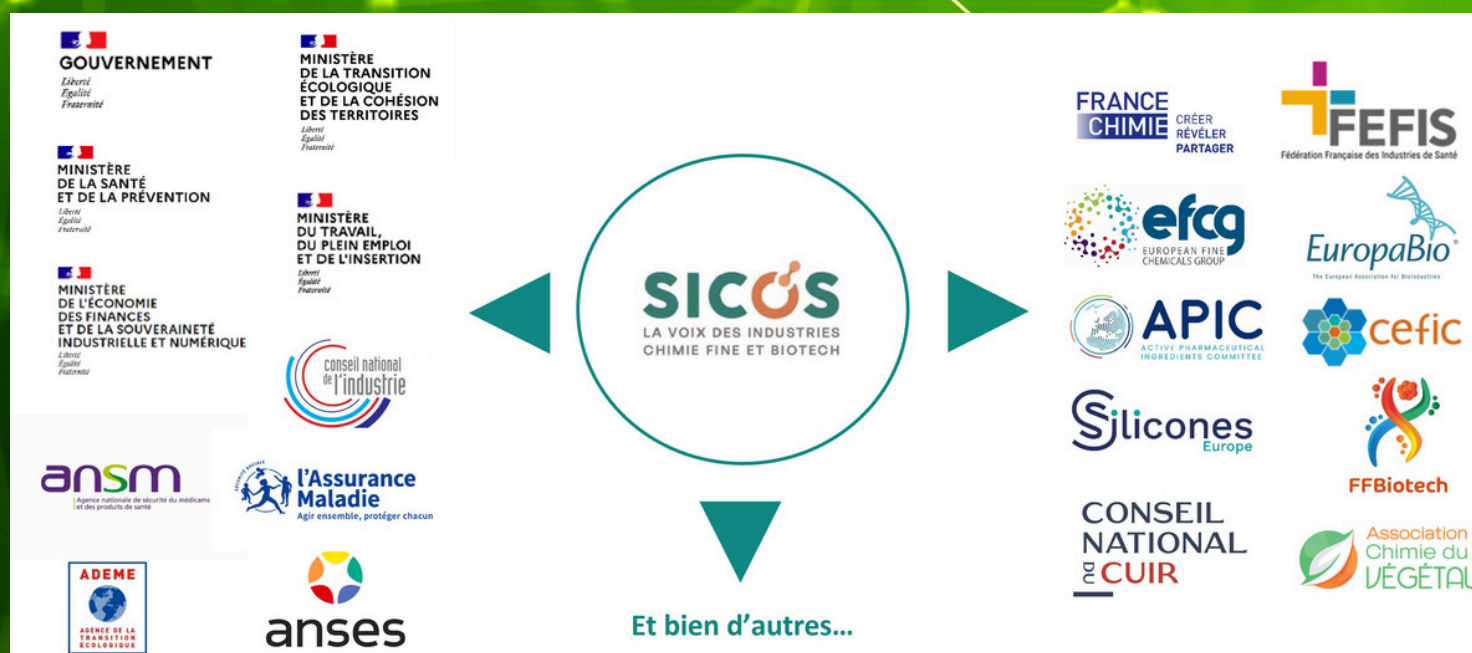 GOUVERNEMENT
Liberté
Égalité
Fraternité
MINISTÈRE
DE LA TRANSITION
ÉCOLOGIQUE
ET DE LA COHÉSION
DES TERRITOIRES
Liberté
Égalité
Fraternité
MINISTÈRE
DE LA SANTÉ
ET DE LA PRÉVENTION
Liberté
Égalité
Fraternité
MINISTÈRE
DU TRAVAIL,
DU PLEIN EMPLOI
ET DE L'INSERTION
Liberté
Égalité
Fraternité
MINISTÈRE
DE L'ÉCONOMIE
DES FINANCES
ET DE LA SOUVERAINETÉ
INDUSTRIELLE ET NUMÉRIQUE
Liberté
Égalité
Fraternité
conseil national
de l'industrie
ansm
Agence nationale de sécurité du médicame
et des produits de santé
SÉCURITÉ SOCIALE
l'Assurance
Maladie
Agir ensemble, protéger chacun
ADEME
AGENCE DE LA
TRANSITION
ÉCOLOGIQUE
anses
SICOS
LA VOIX DES INDUSTRIES
CHIMIE FINE ET BIOTECH
Et bien d'autres...
FRANCE
CHIMIE
CRÉER
RÉVÉLER
PARTAGER
FEFIS
Fédération Française des Industries de Santé
efcg
EUROPEAN FINE
CHEMICALS GROUP
EuropaBio®
The European Association for Bioindustries
APIC
ACTIVE PHARMACEUTICAL
INGREDIENTS COMMITTEE
cefic
Silicones
Europe
FFBiotech
CONSEIL
NATIONAL
DU CUIR
Association
Chimie du
VÉGÉTAL